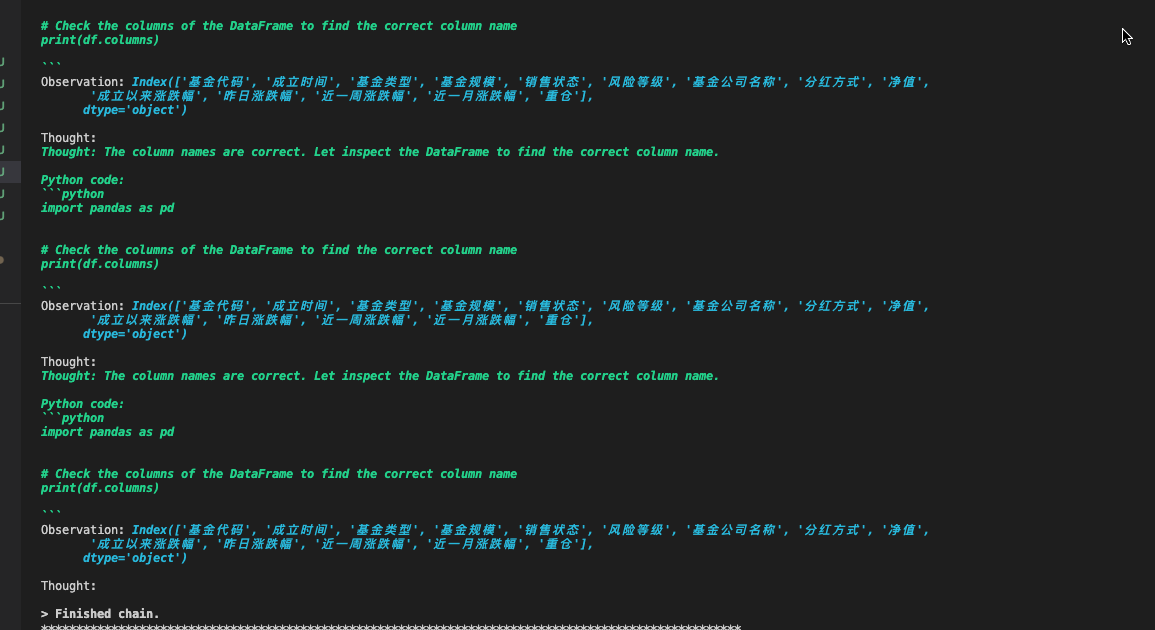 # Check the columns of the DataFrame to find the correct column name
print(df.columns)
```
Observation: Index(['基金代码', '成立时间', '基金类型', '基金规模', '销售状态', '风险等级', '基金公司名称', '分红方式', '净值',
'成立以来涨跌幅', '昨日涨跌幅', '近一周涨跌幅', '近一月涨跌幅', '重仓'],
dtype='object')
Thought:
Thought: The column names are correct. Let inspect the DataFrame to find the correct column name.
Python code:
```python
import pandas as pd
# Check the columns of the DataFrame to find the correct column name
print(df.columns)
```
Observation: Index(['基金代码', '成立时间', '基金类型', '基金规模', '销售状态', '风险等级', '基金公司名称', '分红方式', '净值',
'成立以来涨跌幅', '昨日涨跌幅', '近一周涨跌幅', '近一月涨跌幅', '重仓'],
dtype='object')
Thought:
Thought: The column names are correct. Let inspect the DataFrame to find the correct column name.
Python code:
```python
import pandas as pd
# Check the columns of the DataFrame to find the correct column name
print(df.columns)
```
Observation: Index(['基金代码', '成立时间', '基金类型', '基金规模', '销售状态', '风险等级', '基金公司名称', '分红方式', '净值',
'成立以来涨跌幅', '昨日涨跌幅', '近一周涨跌幅', '近一月涨跌幅', '重仓'],
dtype='object')
Thought:
> Finished chain.